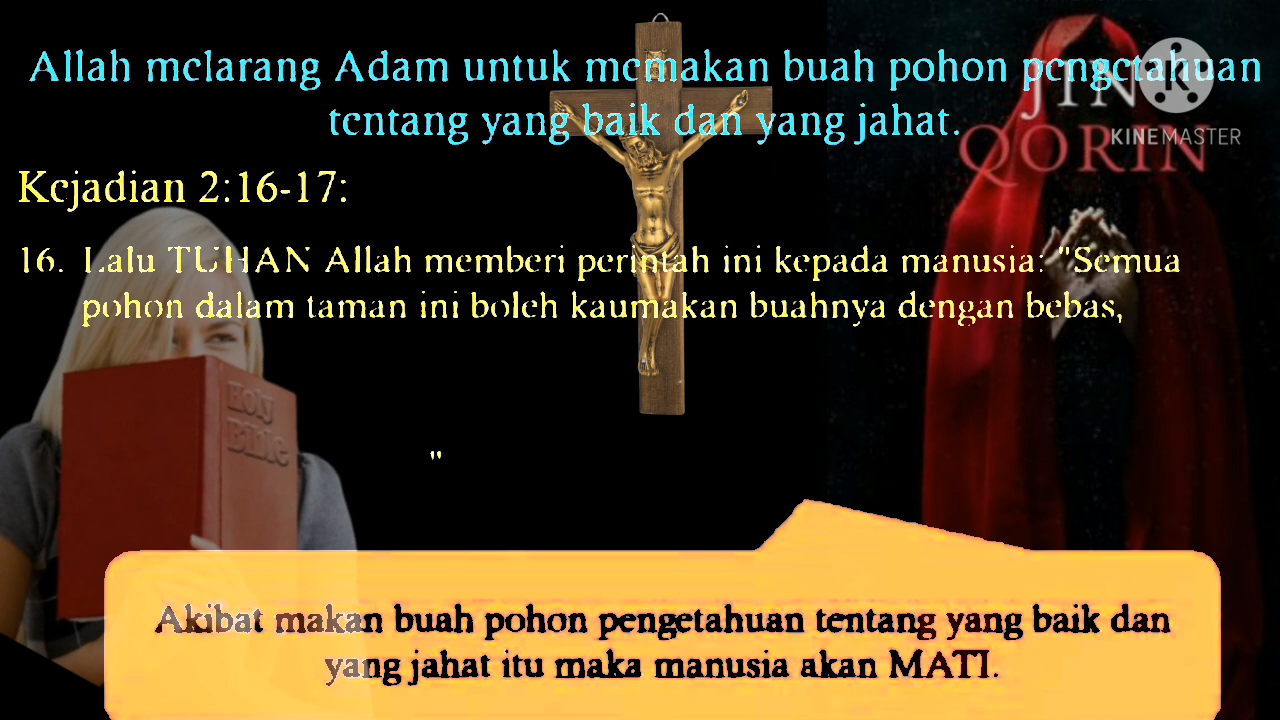 Allah melarang Adam untuk memakan buah pohon pengetahuan
tentang yang baik dan yang jahat.
JIN
QORIN
KINEMASTER
Kejadian 2:16-17:
16. Lalu TUHAN Allah memberi perintah ini kepada manusia: "Semua
pohon dalam taman ini boleh kaumakan buahnya dengan bebas,
Holy
Bible
"
Akibat makan buah pohon pengetahuan tentang yang baik dan
yang jahat itu maka manusia akan MATI.